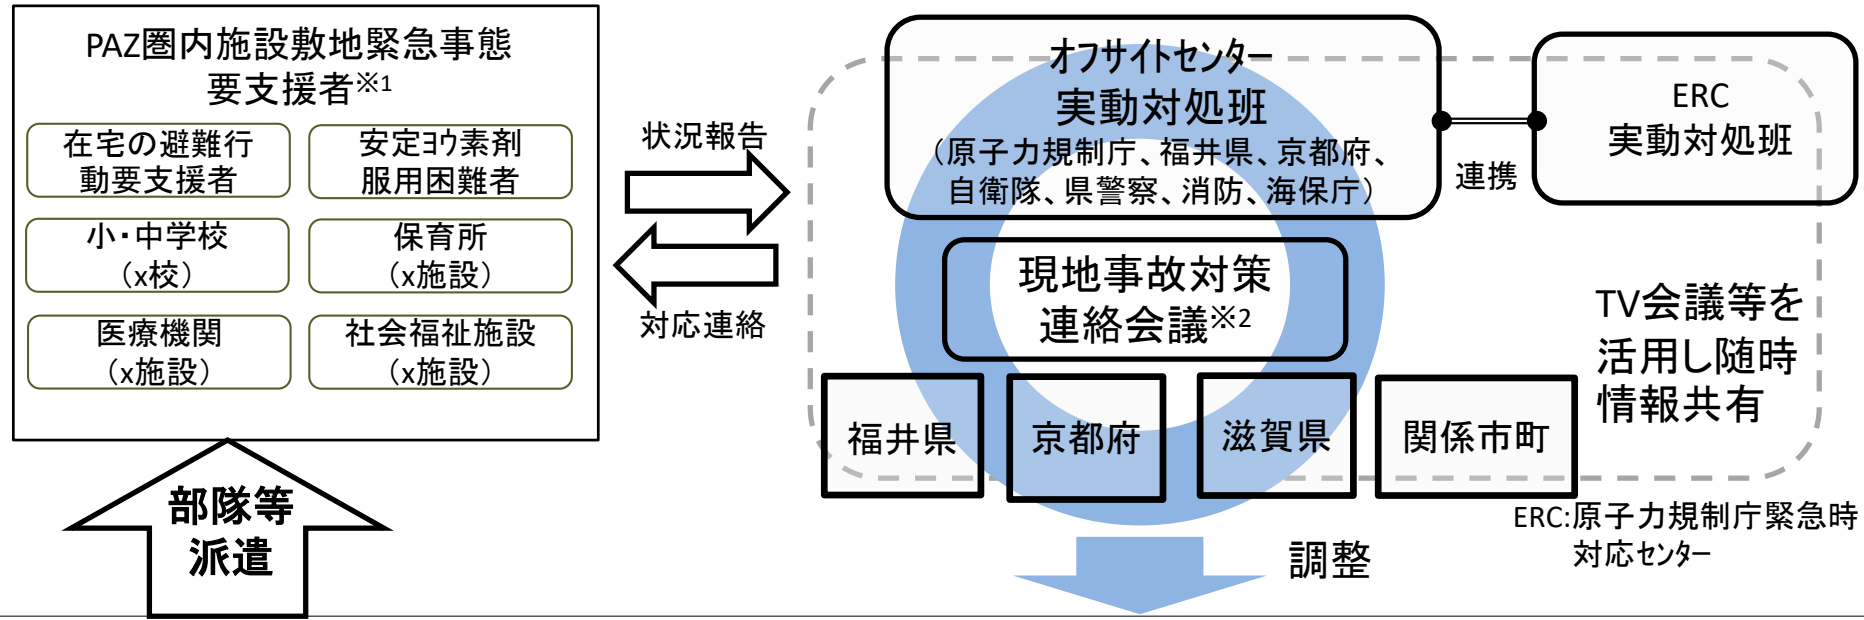 PAZ圏内施設敷地緊急事態
要支援者※1
在宅の避難行
動要支援者
安定ﾖｳ素剤
服用困難者
小・中学校
（x校）
保育所
（x施設）
医療機関
（x施設）
社会福祉施設
（x施設）
部隊等
派遣
状況報告
対応連絡
オフサイトセンター
実動対処班
（原子力規制庁、福井県、京都府、
自衛隊、県警察、消防、海保庁）
連携
ERC
実動対処班
現地事故対策
連絡会議※2
福井県
京都府
滋賀県
関係市町
TV会議等を
活用し随時
情報共有
ERC:原子力規制庁緊急時
対応センター
調整